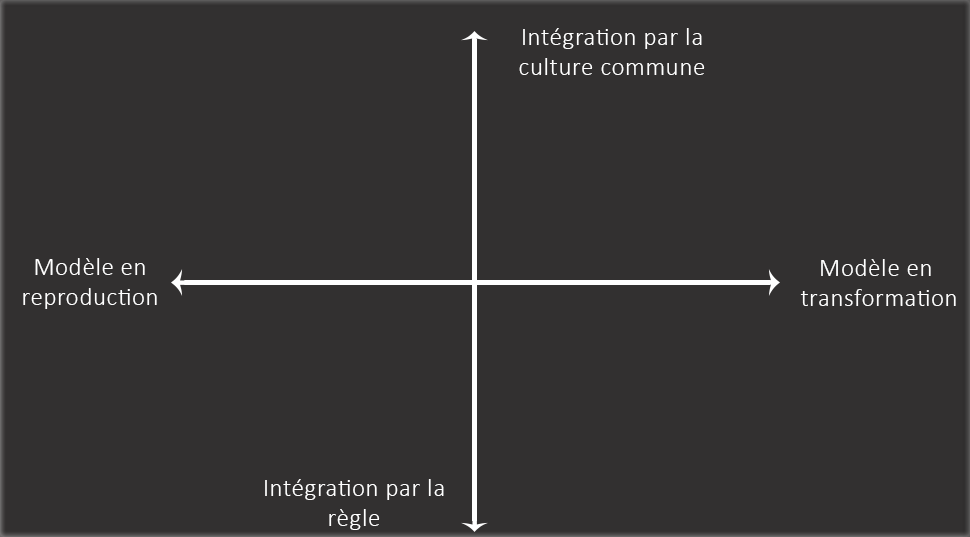 Intégration par la
culture commune
Modèle en
reproduction
Modèle en
transformation
Intégration par la
règle